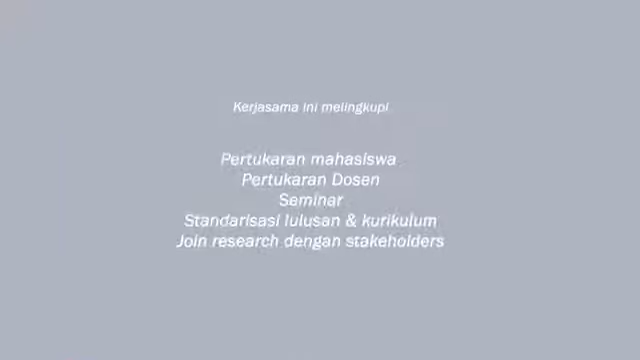 Kerjasama ini melingkupi
Pertukaran mahasiswa
Pertukaran Dosen
Seminar
Standarisasi lulusan & kurikulum
Join research dengan stakeholders